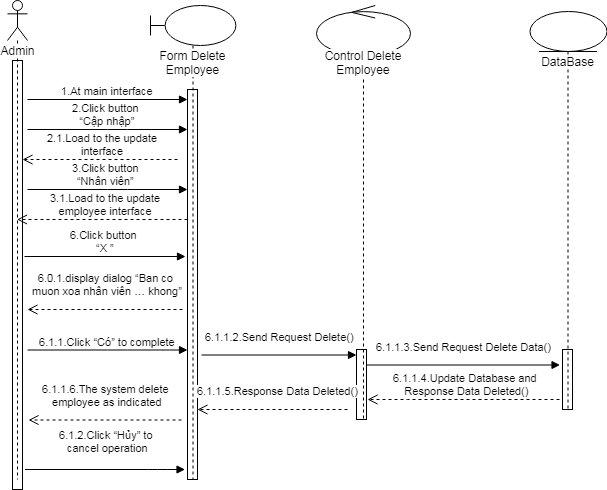 Admin
Form Delete
Employee
Control Delete
Employee
DataBase
1.At main interface
2.Click button
“Cập nhập”
2.1.Load to the update
interface
3.Click button
“Nhân viên”
3.1.Load to the update
employee interface
6.Click button
“X ”
6.0.1.display dialog “Ban co
muon xoa nhân viên ... khong”
6.1.1.Click “Có” to complete
6.1.1.2.Send Request Delete()
6.1.1.3.Send Request Delete Data()
6.1.1.4.Update Database and
Response Data Deleted()
6.1.1.5.Response Data Deleted()
6.1.1.6.The system delete
employee as indicated
6.1.2.Click “Hủy” to
cancel operation